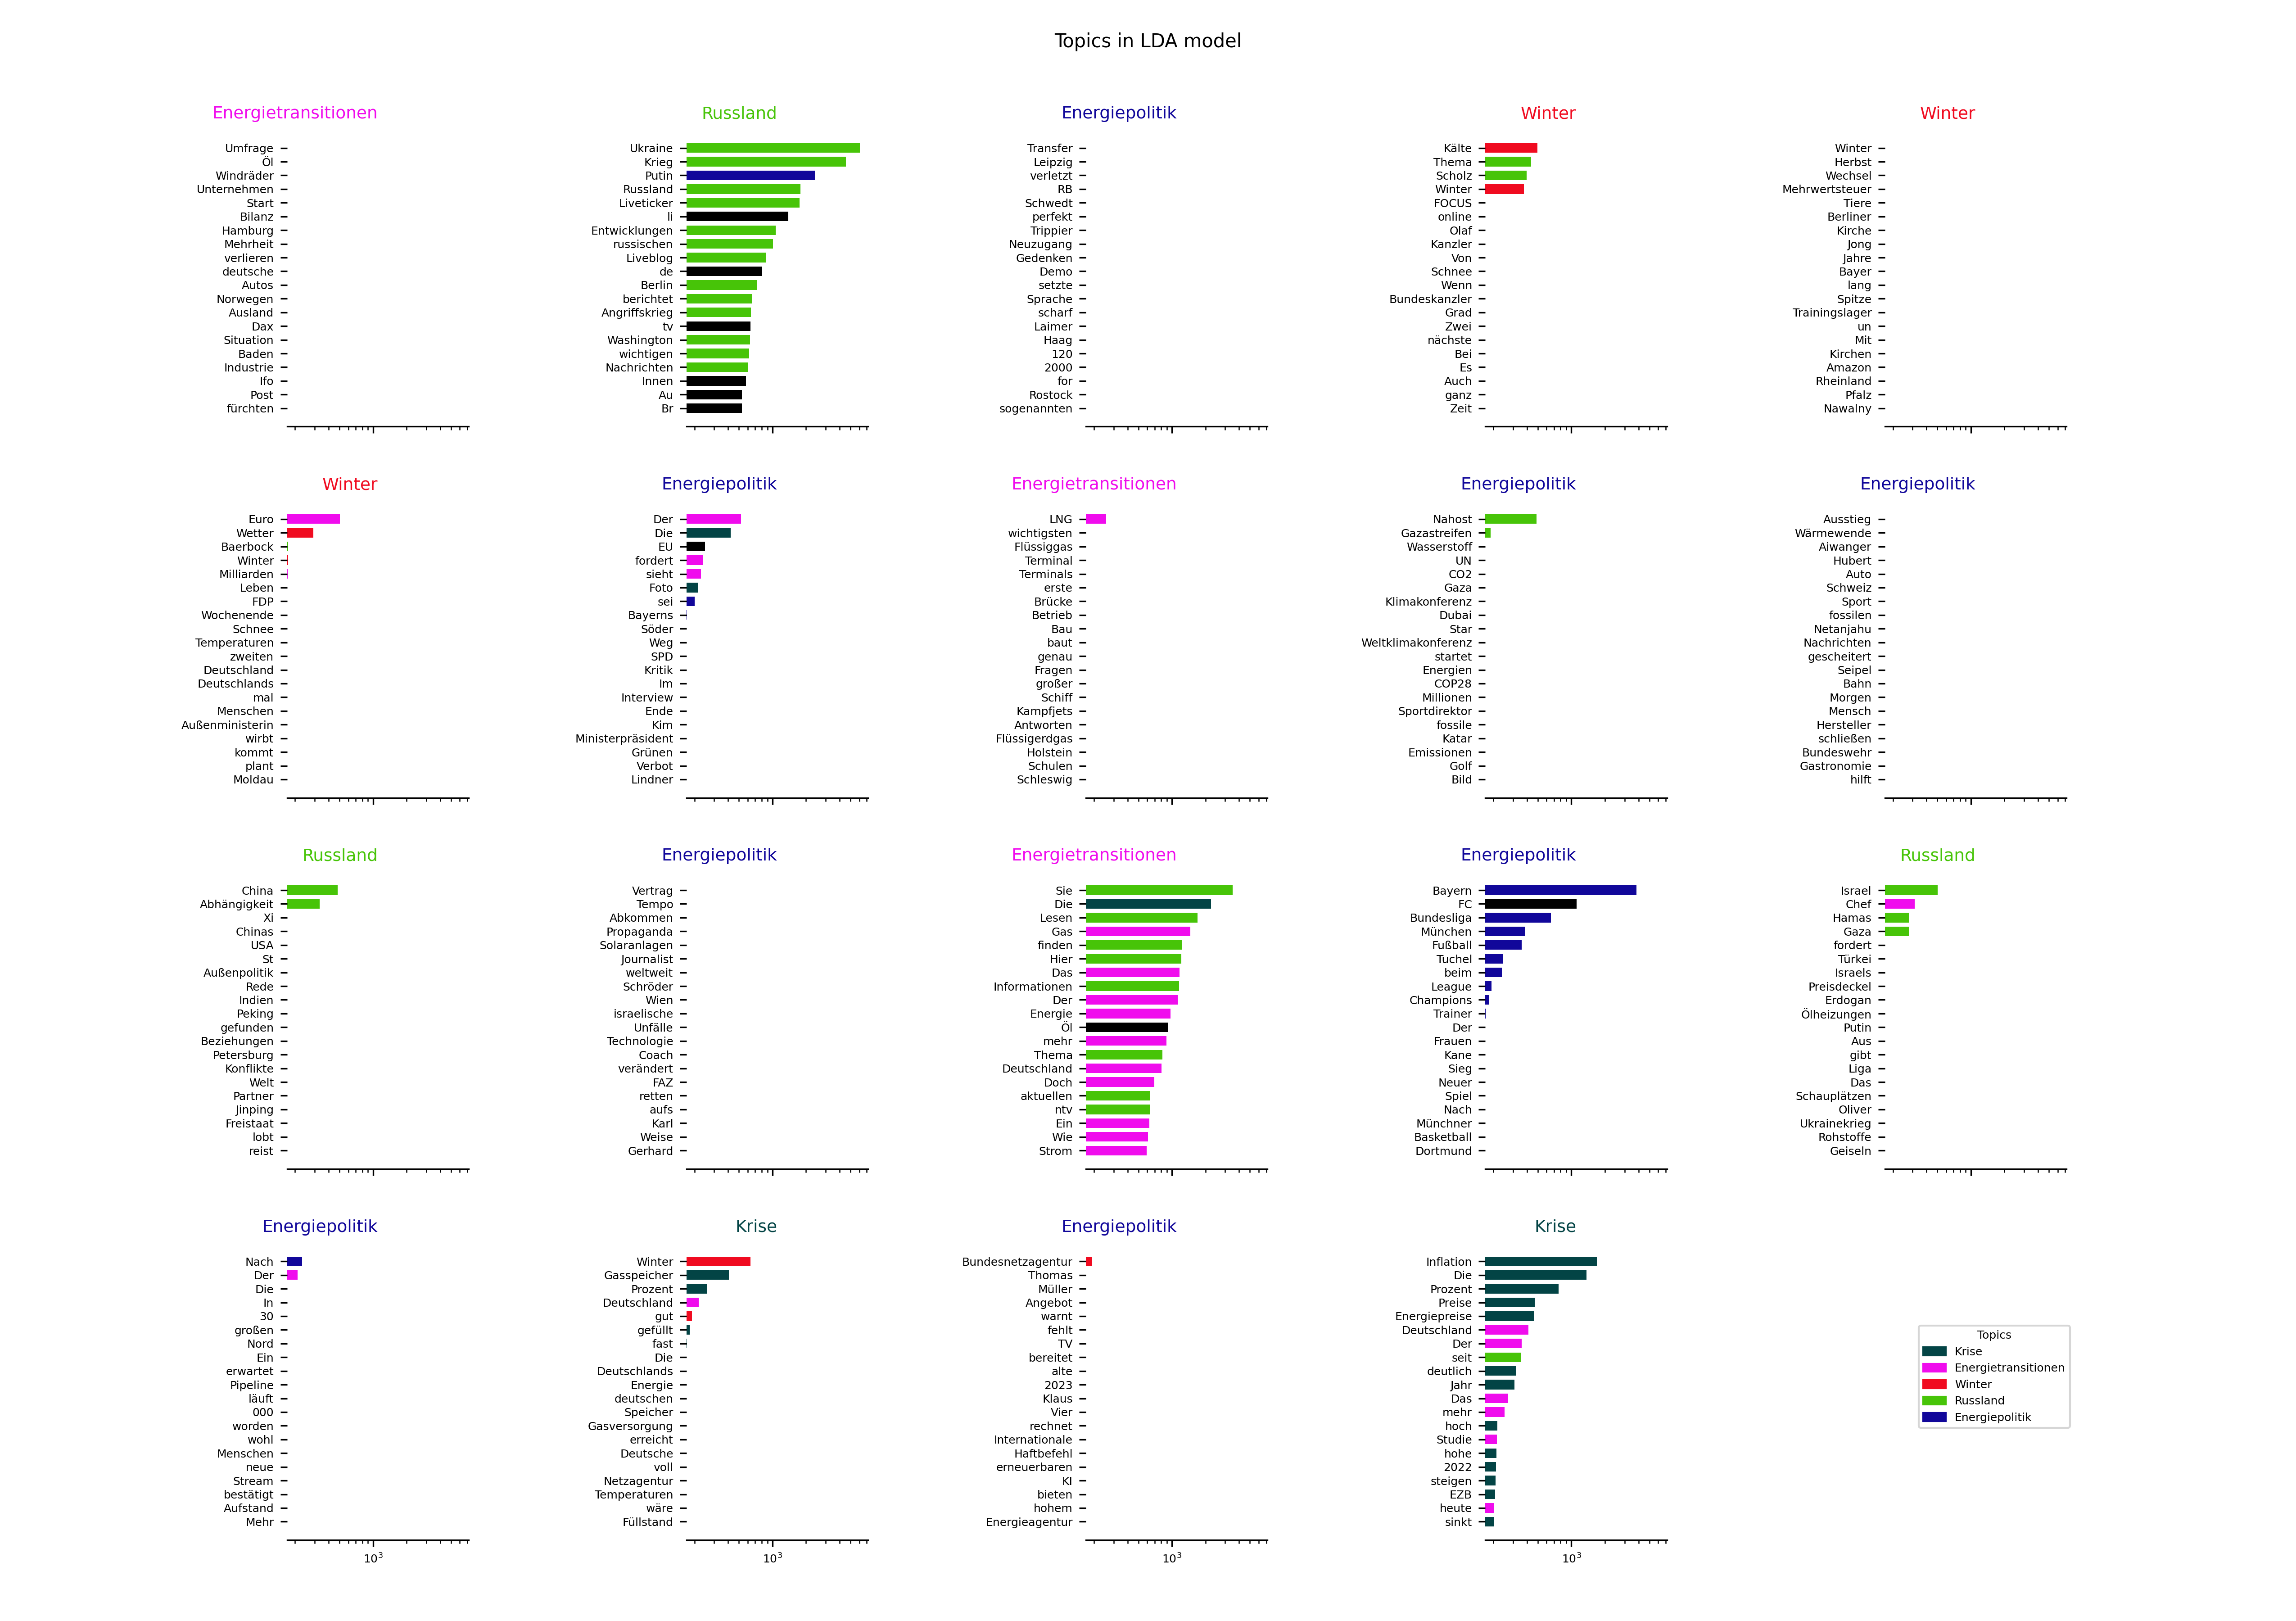 Topics in LDA model
Energietransitionen
Umfrage
Öl
Windräder
Unternehmen
Start
Bilanz
Hamburg
Mehrheit
verlieren
deutsche
Autos
Norwegen
Ausland
Dax
Situation
Baden
Industrie
Ifo
Post
fürchten
Russland
Ukraine
Krieg
Putin
Russland
Liveticker
li
Entwicklungen
russischen
Liveblog
de
Berlin
berichtet
Angriffskrieg
tv
Washington
wichtigen
Nachrichten
Innen
Au
Br
Energiepolitik
Transfer
Leipzig
verletzt
RB
Schwedt
perfekt
Trippier
Neuzugang
Gedenken
Demo
setzte
Sprache
scharf
Laimer
Haag
120
2000
for
Rostock
sogenannten
Winter
Kälte
Thema
Scholz
Winter
FOCUS
online
Olaf
Kanzler
Von
Schnee
Wenn
Bundeskanzler
Grad
Zwei
nächste
Bei
Es
Auch
ganz
Zeit
Winter
Winter
Herbst
Wechsel
Mehrwertsteuer
Tiere
Berliner
Kirche
Jong
Jahre
Bayer
lang
Spitze
Trainingslager
un
Mit
Kirchen
Amazon
Rheinland
Pfalz
Nawalny
Winter
Euro
Wetter
Baerbock
Winter
Milliarden
Leben
FDP
Wochenende
Schnee
Temperaturen
zweiten
Deutschland
Deutschlands
mal
Menschen
Außenministerin
wirbt
kommt
plant
Moldau
Energiepolitik
Der
Die
EU
fordert
sieht
Foto
sei
Bayerns
Söder
Weg
SPD
Kritik
Im
Interview
Ende
Kim
Ministerpräsident
Grünen
Verbot
Lindner
Energietransitionen
LNG
wichtigsten
Flüssiggas
Terminal
Terminals
erste
Brücke
Betrieb
Bau
baut
genau
Fragen
großer
Schiff
Kampfjets
Antworten
Flüssigerdgas
Holstein
Schulen
Schleswig
Energiepolitik
Nahost
Gazastreifen
Wasserstoff
UN
CO2
Gaza
Klimakonferenz
Dubai
Star
Weltklimakonferenz
startet
Energien
COP28
Millionen
Sportdirektor
fossile
Katar
Emissionen
Golf
Bild
Energiepolitik
Ausstieg
Wärmewende
Aiwanger
Hubert
Auto
Schweiz
Sport
fossilen
Netanjahu
Nachrichten
gescheitert
Seipel
Bahn
Morgen
Mensch
Hersteller
schließen
Bundeswehr
Gastronomie
hilft
Russland
China
Abhängigkeit
Xi
Chinas
USA
St
Außenpolitik
Rede
Indien
Peking
gefunden
Beziehungen
Petersburg
Konflikte
Welt
Partner
Jinping
Freistaat
lobt
reist
Energiepolitik
Vertrag
Tempo
Abkommen
Propaganda
Solaranlagen
Journalist
weltweit
Schröder
Wien
israelische
Unfälle
Technologie
Coach
verändert
FAZ
retten
aufs
Karl
Weise
Gerhard
Energietransitionen
Sie
Die
Lesen
Gas
finden
Hier
Das
Informationen
Der
Energie
Öl
mehr
Thema
Deutschland
Doch
aktuellen
ntv
Ein
Wie
Strom
Energiepolitik
Bayern
FC
Bundesliga
München
Fußball
Tuchel
beim
League
Champions
Trainer
Der
Frauen
Kane
Sieg
Neuer
Spiel
Nach
Münchner
Basketball
Dortmund
Russland
Israel
Chef
Hamas
Gaza
fordert
Türkei
Israels
Preisdeckel
Erdogan
Ölheizungen
Putin
Aus
gibt
Liga
Das
Schauplätzen
Oliver
Ukrainekrieg
Rohstoffe
Geiseln
Energiepolitik
Nach
Der
Die
In
30
großen
Nord
Ein
erwartet
Pipeline
läuft
000
worden
wohl
Menschen
neue
Stream
bestätigt
Aufstand
Mehr
10³
Krise
Winter
Gasspeicher
Prozent
Deutschland
gut
gefüllt
fast
Die
Deutschlands
Energie
deutschen
Speicher
Gasversorgung
erreicht
Deutsche
voll
Netzagentur
Temperaturen
wäre
Füllstand
10³
Energiepolitik
Bundesnetzagentur
Thomas
Müller
Angebot
warnt
fehlt
TV
bereitet
alte
2023
Klaus
Vier
rechnet
Internationale
Haftbefehl
erneuerbaren
KI
bieten
hohem
Energieagentur
10³
Krise
Inflation
Die
Prozent
Preise
Energiepreise
Deutschland
Der
seit
deutlich
Jahr
Das
mehr
hoch
Studie
hohe
2022
steigen
EZB
heute
sinkt
10³
Topics
Krise
Energietransitionen
Winter
Russland
Energiepolitik